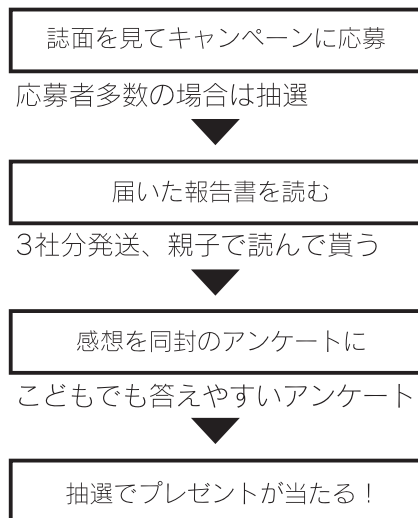 誌面を見てキャンペーンに応募
応募者多数の場合は抽選
届いた報告書を読む
3社分発送、親子で読んで貰う
感想を同封のアンケートに
こどもでも答えやすいアンケート
抽選でプレゼントが当たる！